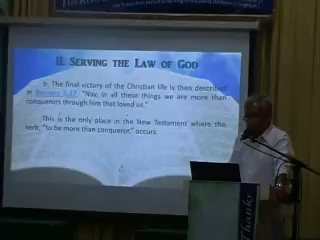 II. SERVING THE LAW OF GOD
b. The final victory of the Christian life is then described
in Romans 8:37, "Nay, in all these things we are more than
conquerors through him that loved us."
This is the only place in the New Testament where the
verb, "to be more than conqueror," occurs.
Thanks